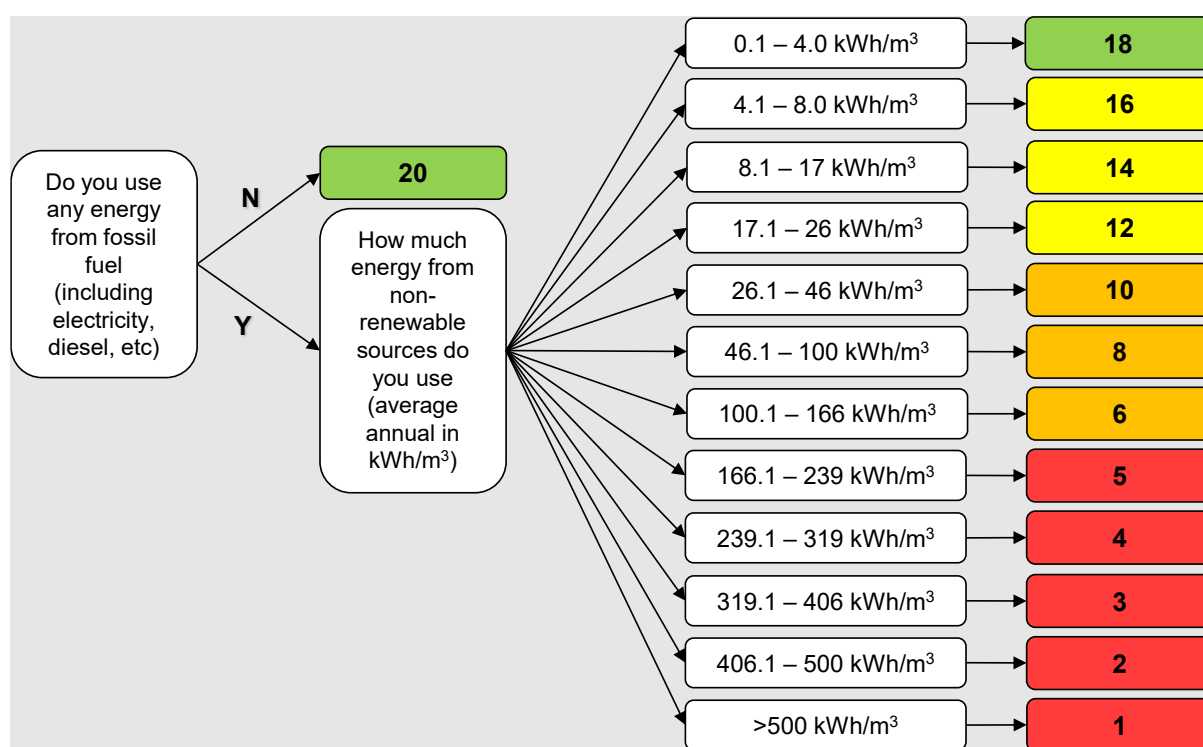 Do you use
any energy
from fossil
fuel
(including
electricity,
diesel, etc)
N
Y
20
How much
energy from
non-
renewable
sources do
you use
(average
annual in
kWh/m³)
0.1 – 4.0 kWh/m³
18
4.1 – 8.0 kWh/m³
16
8.1 – 17 kWh/m³
14
17.1 – 26 kWh/m³
12
26.1 – 46 kWh/m³
10
46.1 – 100 kWh/m³
8
100.1 – 166 kWh/m³
6
166.1 – 239 kWh/m³
5
239.1 – 319 kWh/m³
4
319.1 – 406 kWh/m³
3
406.1 – 500 kWh/m³
2
>500 kWh/m³
1